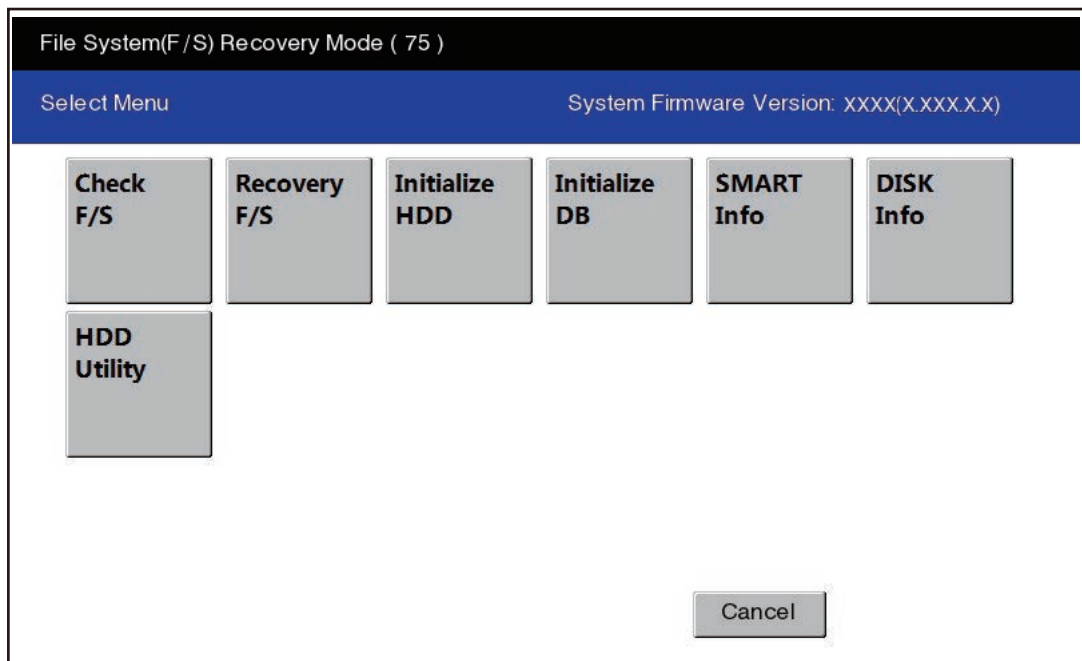 File System(F/S) Recovery Mode ( 75 )
Select Menu System Firmware Version: XXXX(X.XXX.X.X)
Check F/S
Recovery F/S
Initialize HDD
Initialize DB
SMART Info
DISK Info
HDD Utility
Cancel